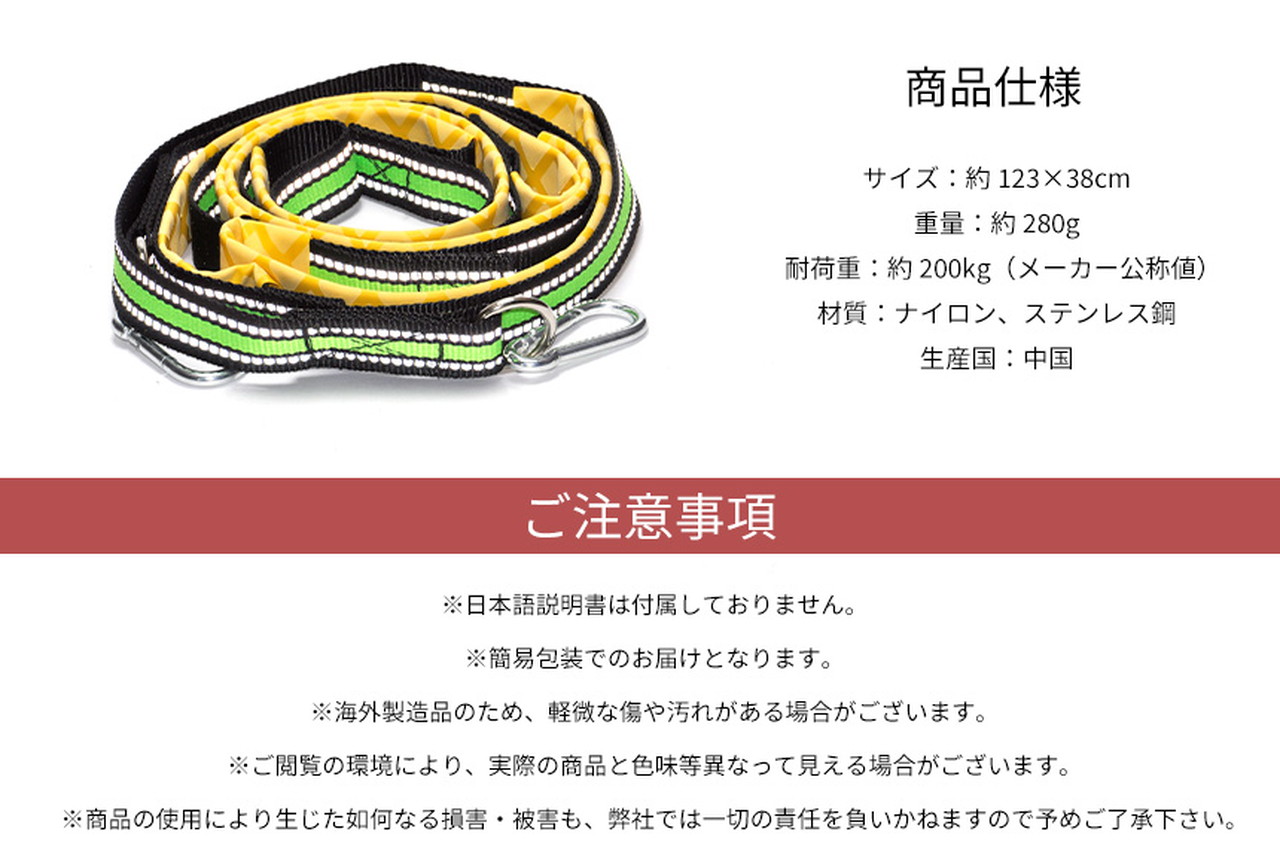 商品仕様
サイズ：約 123×38cm
重量：約 280g
耐荷重：約 200kg（メーカー公称値）
材質：ナイロン、ステンレス鋼
生産国：中国
ご注意事項
※日本語説明書は付属しておりません。
※簡易包装でのお届けとなります。
※海外製造品のため、軽微な傷や汚れがある場合がございます。
※ご閲覧の環境により、実際の商品と色味等異なって見える場合がございます。
※商品の使用により生じた如何なる損害・被害も、弊社では一切の責任を負いかねますので予めご了承下さい。